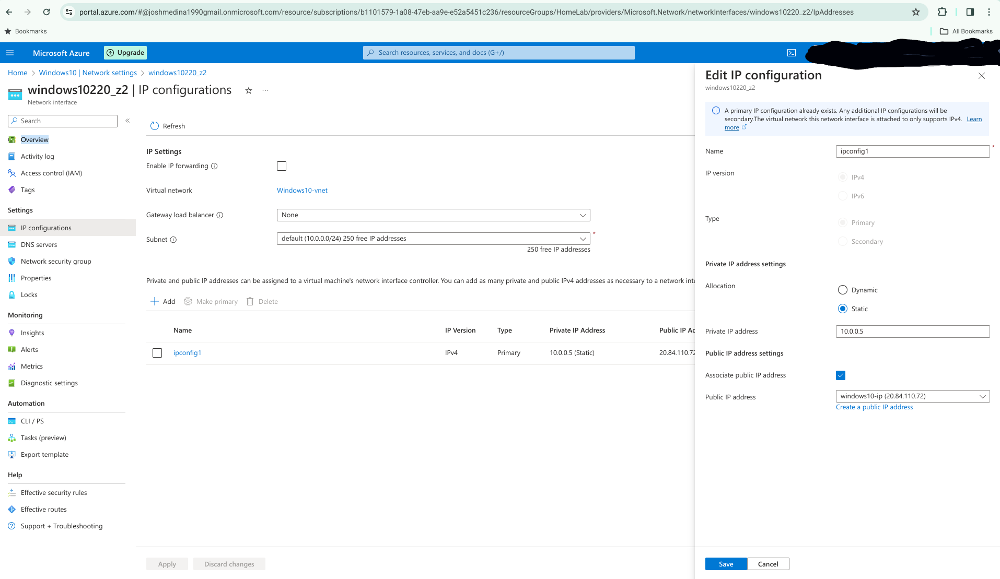 portal.azure.com/#@joshmedina1990gmail.onmicrosoft.com/resource/subscriptions/b1101579-1a08-47eb-aa9e-e52a5451c236/resourceGroups/HomeLab/providers/Microsoft.Network/networkInterfaces/windows10220_z2/IpAddresses
Bookmarks
All Bookmarks
Microsoft Azure
Upgrade
Search resources, services, and docs (G+/)
Home > Windows10 | Network settings > windows10220_z2
windows10220_z2 | IP configurations
Network interface
Search
Overview
Activity log
Access control (IAM)
Tags
Settings
IP configurations
DNS servers
Network security group
Properties
Locks
Monitoring
Insights
Alerts
Metrics
Diagnostic settings
Automation
CLI / PS
Tasks (preview)
Export template
Help
Effective security rules
Effective routes
Support + Troubleshooting
Refresh
IP Settings
Enable IP forwarding
Virtual network
Windows10-vnet
Gateway load balancer
None
Subnet
default (10.0.0.0/24) 250 free IP addresses
*
250 free IP addresses
Private and public IP addresses can be assigned to a virtual machine's network interface controller. You can add as many private and public IPv4 addresses as necessary to a network inte
Add
Make primary
Delete
Name IP Version Type Private IP Address Public IP Ad
ipconfig1 IPv4 Primary 10.0.0.5 (Static) 20.84.110.72
Apply
Discard changes
Edit IP configuration
windows10220_z2
A primary IP configuration already exists. Any additional IP configurations will be
secondary.The virtual network this network interface is attached to only supports IPv4. Learn
more
Name
ipconfig1
*
IP version
IPv4
IPv6
Type
Primary
Secondary
Private IP address settings
Allocation
Dynamic
Static
Private IP address
10.0.0.5
Public IP address settings
Associate public IP address
Public IP address
windows10-ip (20.84.110.72)
Create a public IP address
Save
Cancel